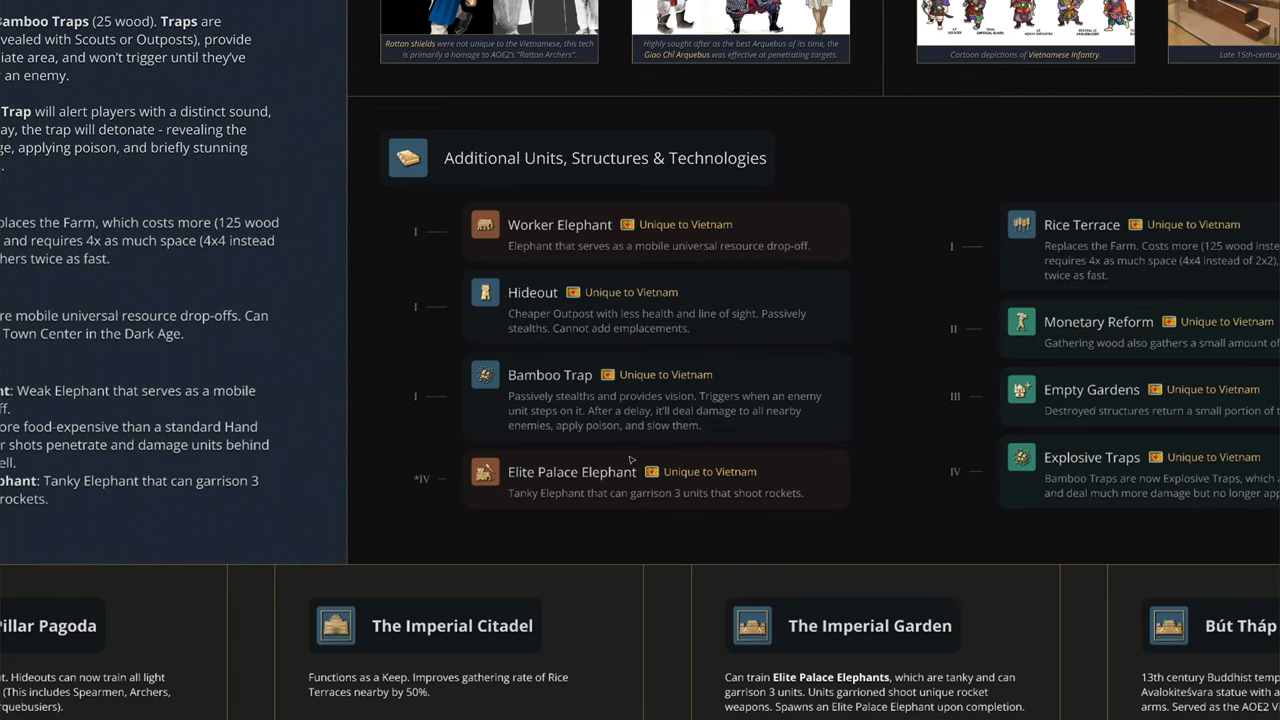 amboo Traps (25 wood). Traps are
vealed with Scouts or Outposts), provide
ime, and won't trigger until they've
an enemy.
Trap will alert players with a distinct sound,
ay, the trap will detonate - revealing the
ge, applying poison, and briefly stunning
places the Farm, which costs more (125 wood
and requires 4x as much space (4x4 instead
hers twice as fast.
re mobile universal resource drop-offs. Can
Town Center in the Dark Age.
nt: Weak Elephant that serves as a mobile
ff.
ore food-expensive than a standard Hand
r shots penetrate and damage units behind
ell.
phant: Tanky Elephant that can garrison 3
rockets.
attan shields were not unique to the Vietnamese, this tech
is primarily a homage to AOE2's "Rattan Archers".
Highly sought after as the best Arquebus of its time, the
Giao Chỉ Arquebus was effective at penetrating targets.
Cartoon depictions of Vietnamese Infantry.
Late 15th-century
Additional Units, Structures & Technologies
I
Worker Elephant Unique to Vietnam
Elephant that serves as a mobile universal resource drop-off.
I
Hideout Unique to Vietnam
Cheaper Outpost with less health and line of sight. Passively
stealths. Cannot add emplacements.
I
Bamboo Trap Unique to Vietnam
Passively stealths and provides vision. Triggers when an enemy
unit steps on it. After a delay, it'll deal damage to all nearby
enemies, apply poison, and slow them.
*IV
Elite Palace Elephant Unique to Vietnam
Tanky Elephant that can garrison 3 units that shoot rockets.
I
Rice Terrace Unique to Vietnam
Replaces the Farm. Costs more (125 wood inste
requires 4x as much space (4x4 instead of 2x2),
twice as fast.
II
Monetary Reform Unique to Vietnam
Gathering wood also gathers a small amount of
III
Empty Gardens Unique to Vietnam
Destroyed structures return a small portion of t
IV
Explosive Traps Unique to Vietnam
Bamboo Traps are now Explosive Traps, which a
and deal much more damage but no longer app
Pillar Pagoda
t. Hideouts can now train all light
(This includes Spearmen, Archers,
rquebusiers).
The Imperial Citadel
Functions as a Keep. Improves gathering rate of Rice
Terraces nearby by 50%.
The Imperial Garden
Can train Elite Palace Elephants, which are tanky and can
garrison 3 units. Units garrioned shoot unique rocket
weapons. Spawns an Elite Palace Elephant upon completion.
Bút Tháp
13th century Buddhist temp
Avalokiteśvara statue with a
arms. Served as the AOE2 V